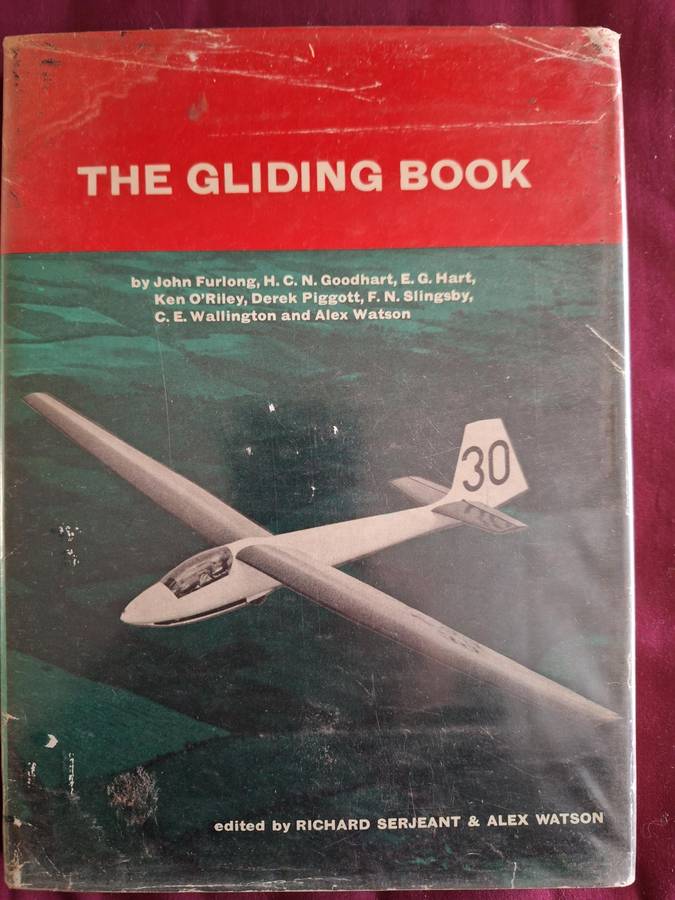 THE GLIDING BOOK
by John Furlong, H. C. N. Goodhart, E. G. Hart,
Ken O'Riley, Derek Piggott, F. N. Slingsby,
C. E. Wallington and Alex Watson
30
edited by RICHARD SERJEANT & ALEX WATSON